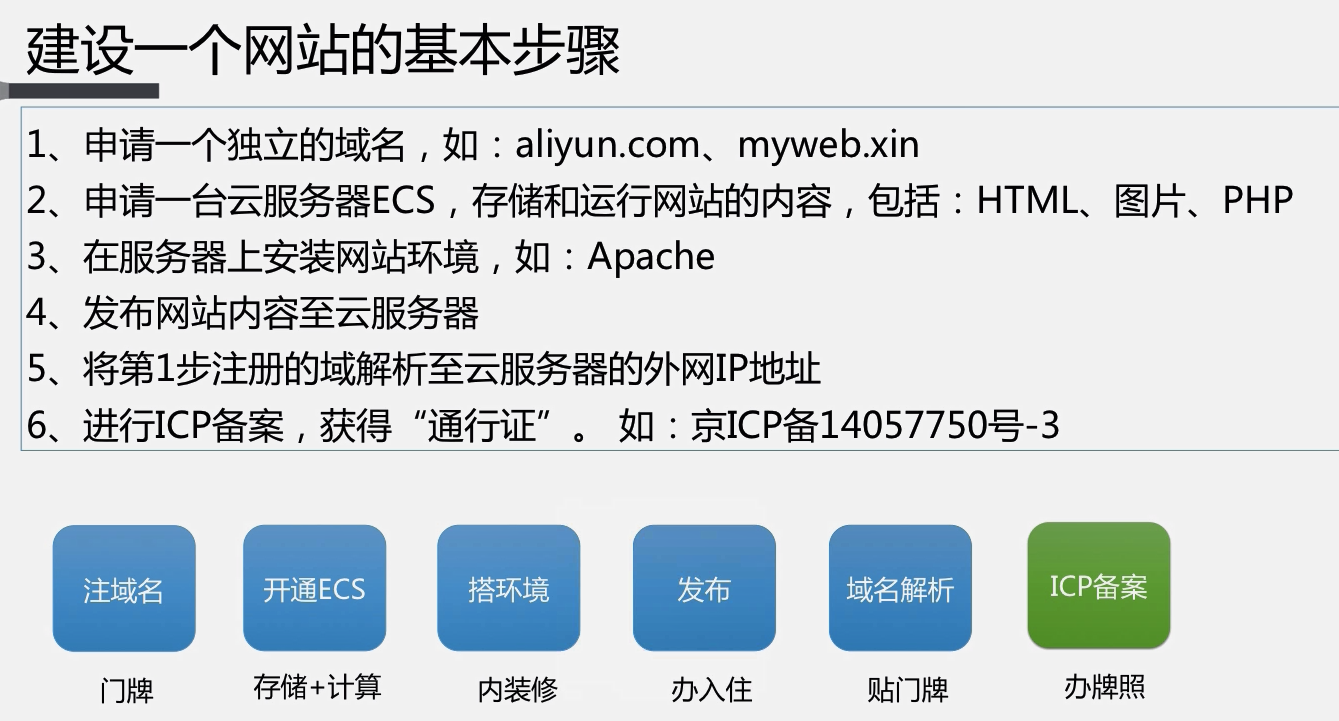 建设一个网站的基本步骤
1、申请一个独立的域名，如：aliyun.com、myweb.xin
2、申请一台云服务器ECS，存储和运行网站的内容，包括：HTML、图片、PHP
3、在服务器上安装网站环境，如：Apache
4、发布网站内容至云服务器
5、将第1步注册的域解析至云服务器的外网IP地址
6、进行ICP备案，获得“通行证”。 如：京ICP备14057750号-3
注域名 开通ECS 搭环境 发布 域名解析 ICP备案
门牌 存储+计算 内装修 办入住 贴门牌 办牌照